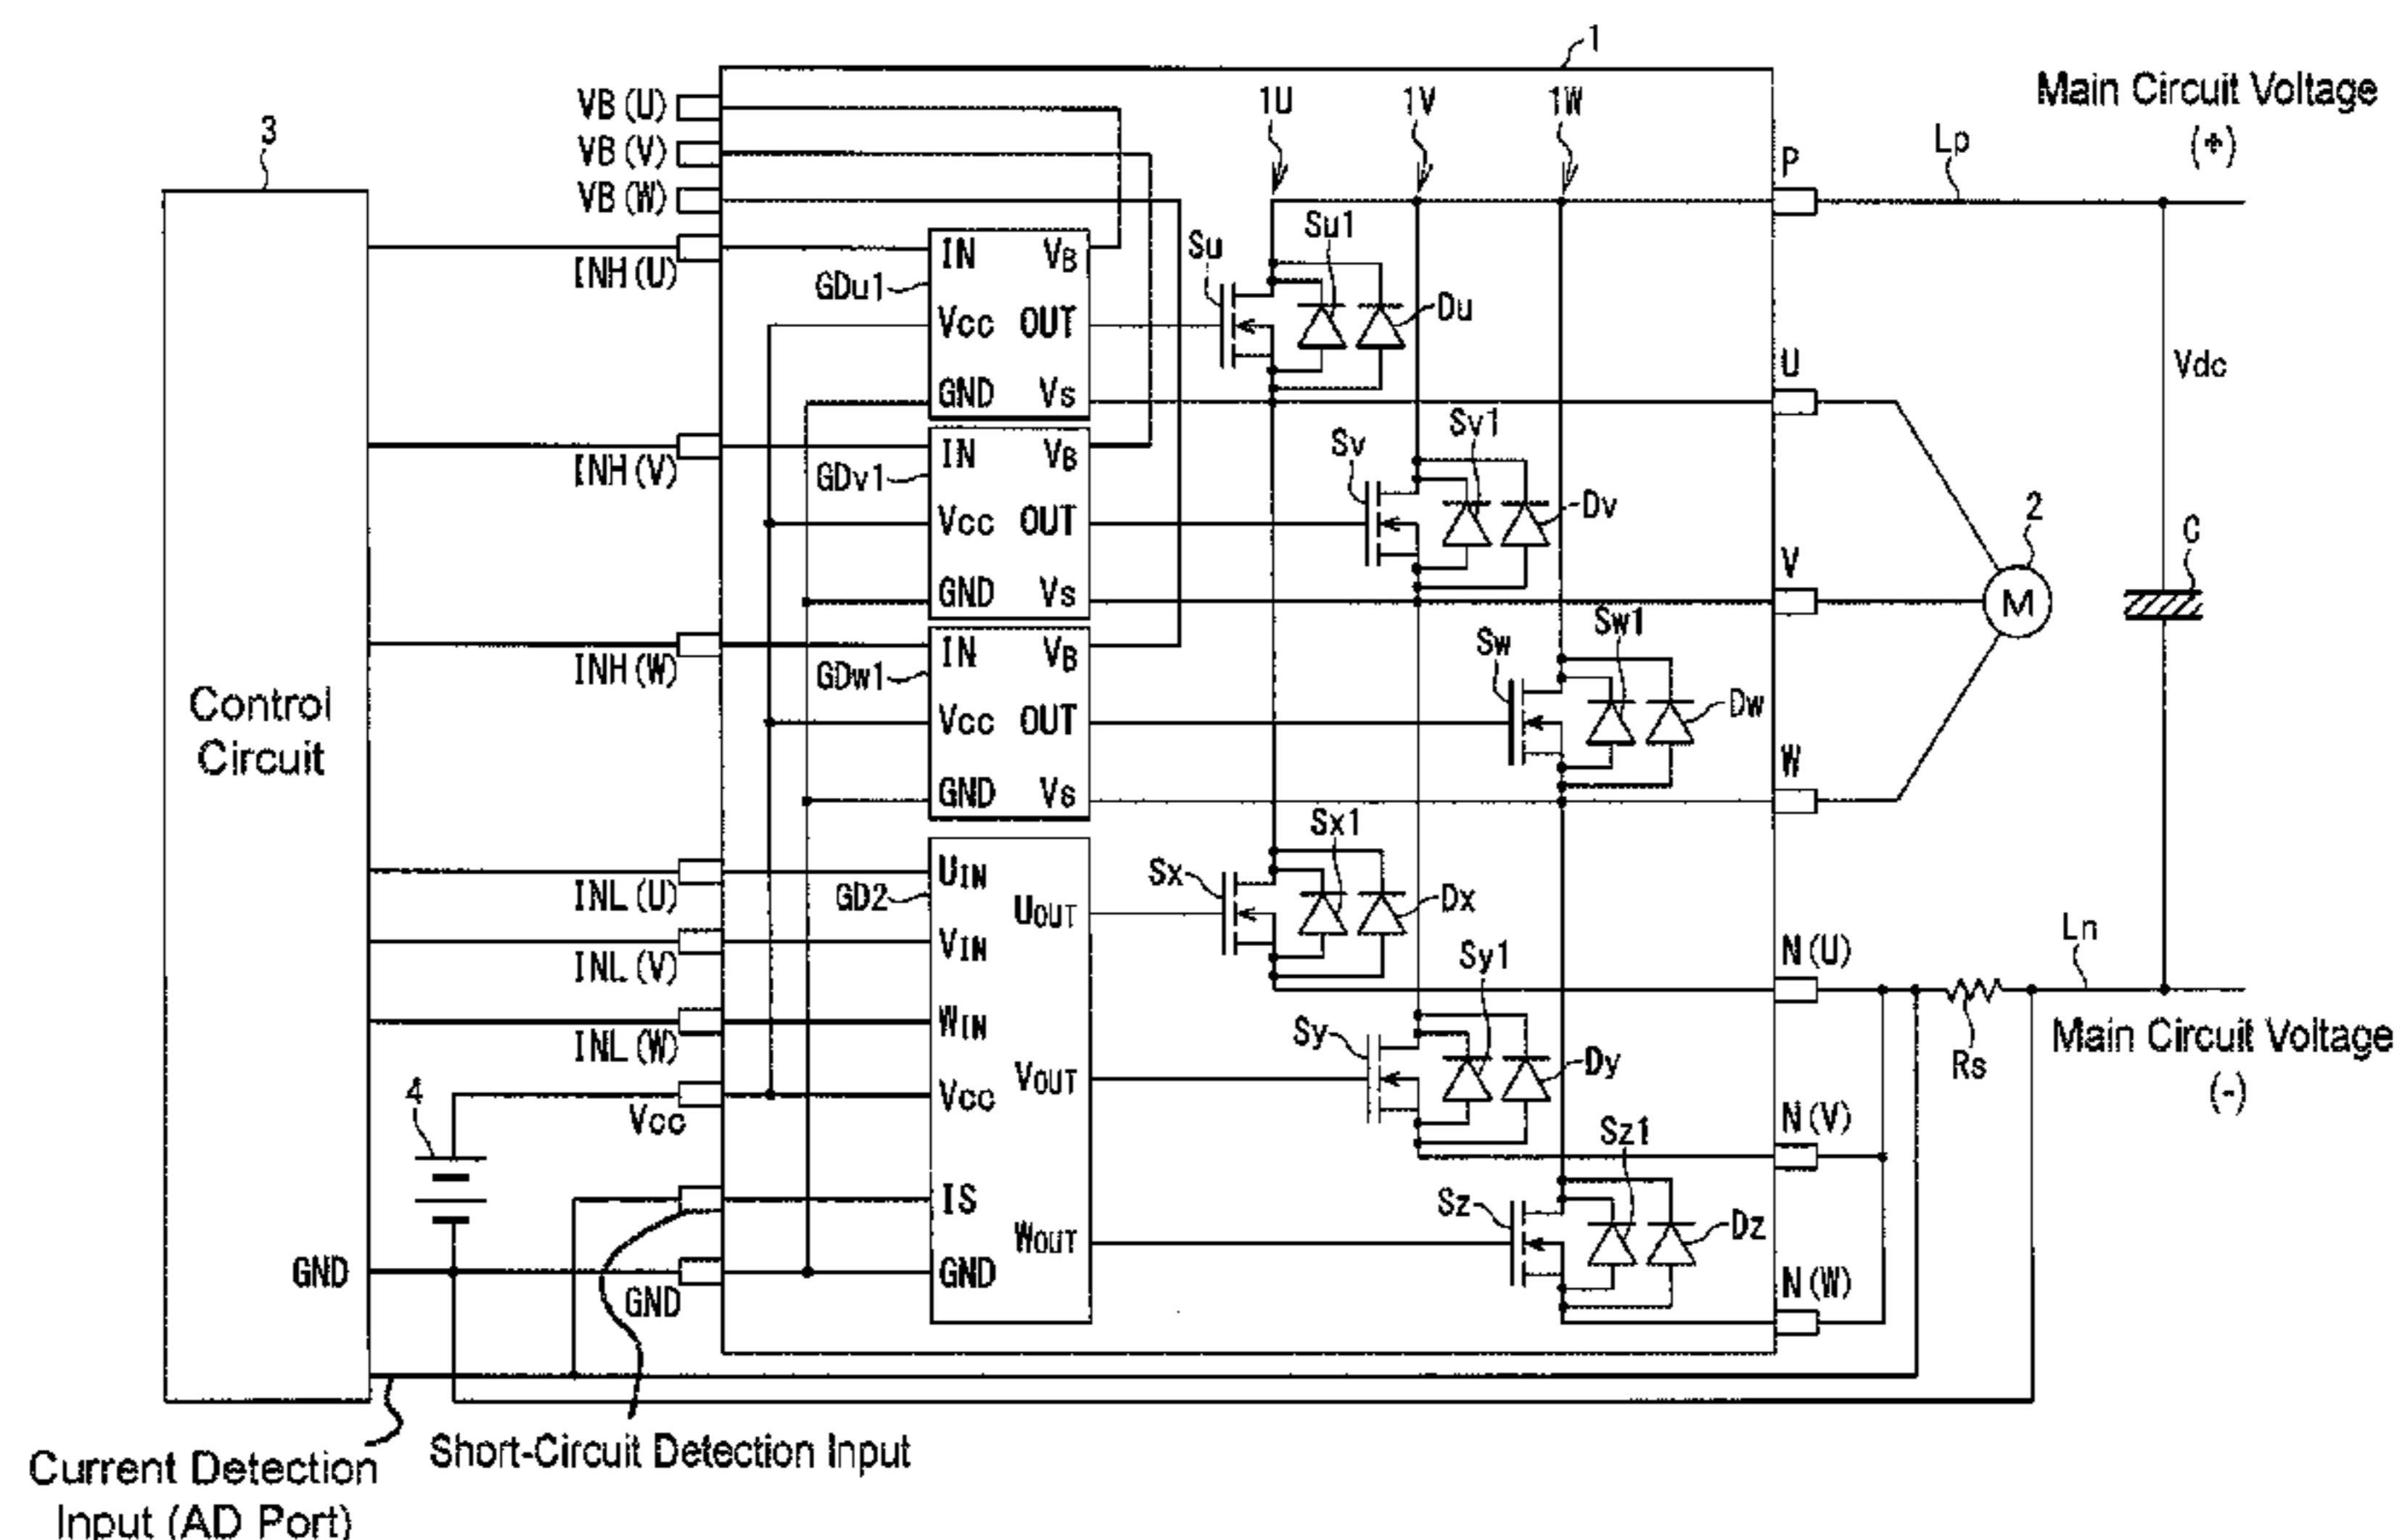 1
Main Circuit Voltage
(+)
VB (U)
VB (V)
VB (W)
1U
1V
1W
P
Lp
3
INH (U)
GDu1
IN
VB
Vcc
OUT
GND
Vs
Su
Su1
Du
U
Vdc
INH (V)
GDv1
IN
VB
Vcc
OUT
GND
Vs
Sv
Sv1
Dv
V
2
M
C
INH (W)
GDw1
IN
VB
Vcc
OUT
GND
Vs
Sw
Sw1
Dw
W
Control
Circuit
INL (U)
INL (V)
INL (W)
GD2
UIN
VIN
WIN
Vcc
IS
GND
UOUT
VOUT
WOUT
Sx
Sx1
Dx
N (U)
Ln
Rs
Main Circuit Voltage
(-)
Sy
Sy1
Dy
N (V)
Sz
Sz1
Dz
N (W)
4
Vcc
GND
GND
Short-Circuit Detection Input
Current Detection
Input (AD Port)